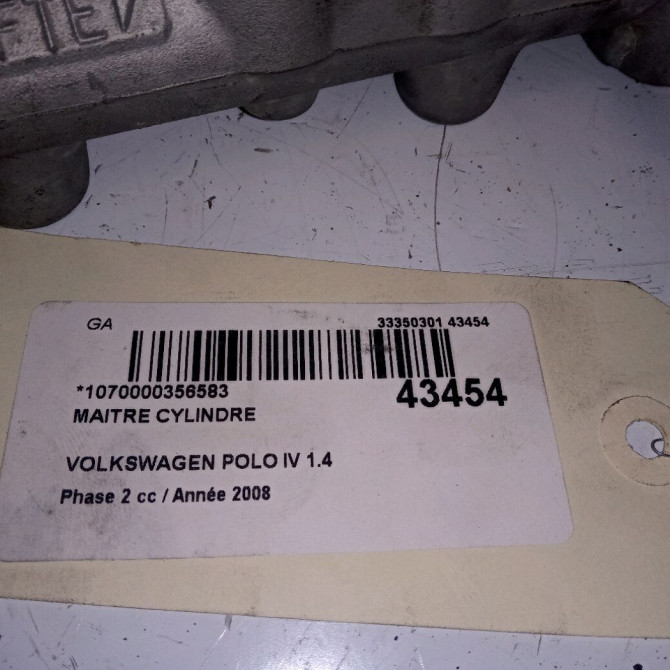 FTEV
GA 33350301 43454
*1070000356583 43454
MAITRE CYLINDRE
VOLKSWAGEN POLO IV 1.4
Phase 2 cc / Année 2008